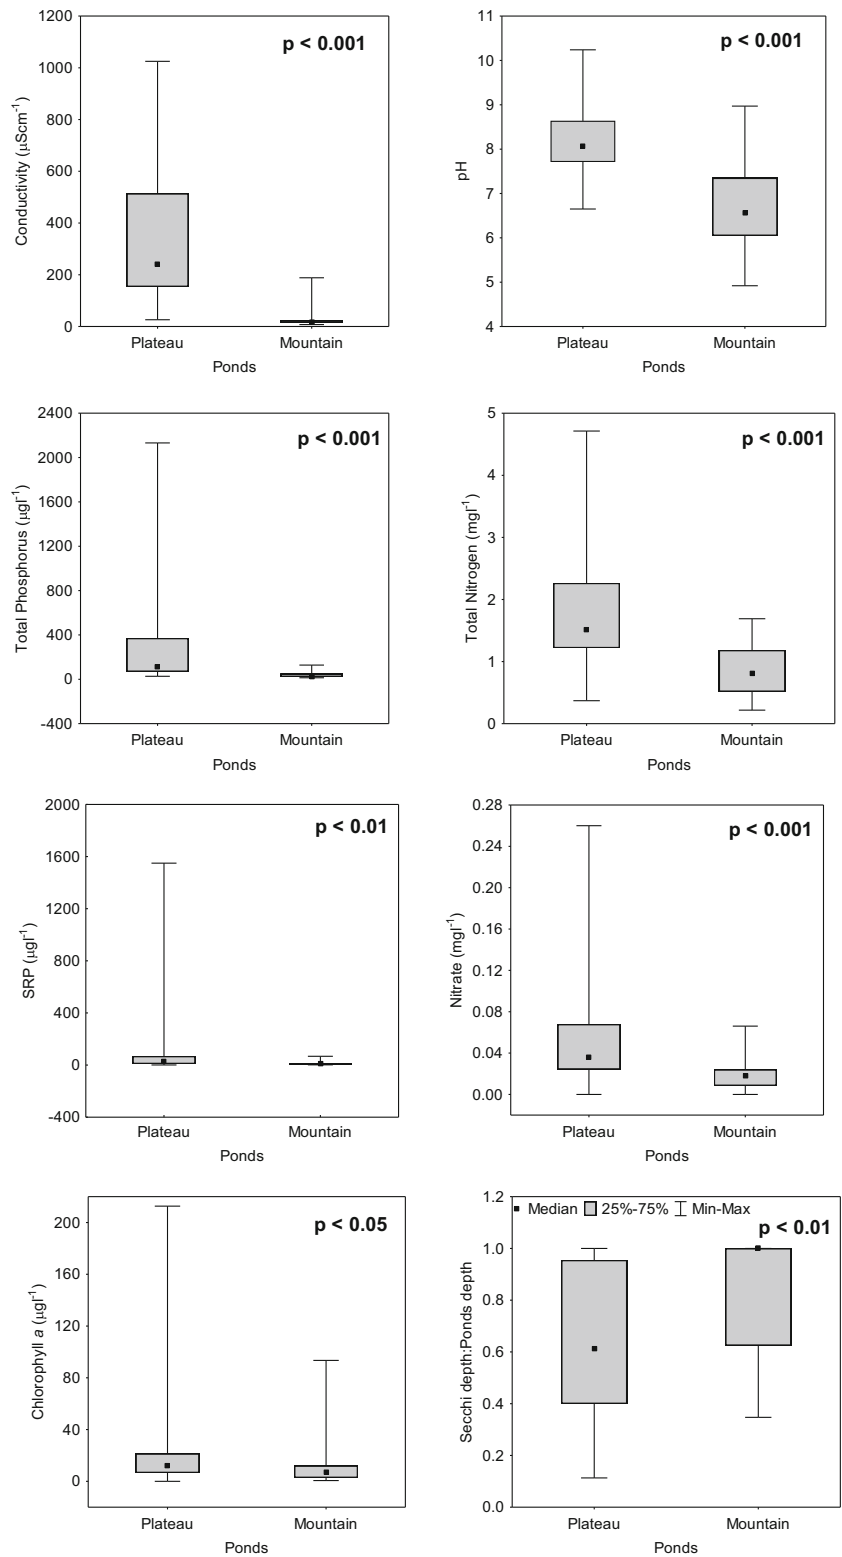 1200
1000
800
600
400
200
0
Conductivity (µScm⁻¹)
p < 0.001
Plateau
Mountain
Ponds
11
10
9
8
7
6
5
4
pH
p < 0.001
Plateau
Mountain
Ponds
2400
2000
1600
1200
800
400
0
-400
Total Phosphorus (µgl⁻¹)
p < 0.001
Plateau
Mountain
Ponds
5
4
3
2
1
0
Total Nitrogen (mgl⁻¹)
p < 0.001
Plateau
Mountain
Ponds
2000
1600
1200
800
400
0
-400
SRP (µgl⁻¹)
p < 0.01
Plateau
Mountain
Ponds
0.28
0.24
0.20
0.16
0.12
0.08
0.04
0.00
Nitrate (mgl⁻¹)
p < 0.001
Plateau
Mountain
Ponds
200
160
120
80
40
0
Chlorophyll a (µgl⁻¹)
p < 0.05
Plateau
Mountain
Ponds
1.2
1.0
0.8
0.6
0.4
0.2
0.0
Secchi depth:Ponds depth
Median 25%-75% Min-Max
p < 0.01
Plateau
Mountain
Ponds